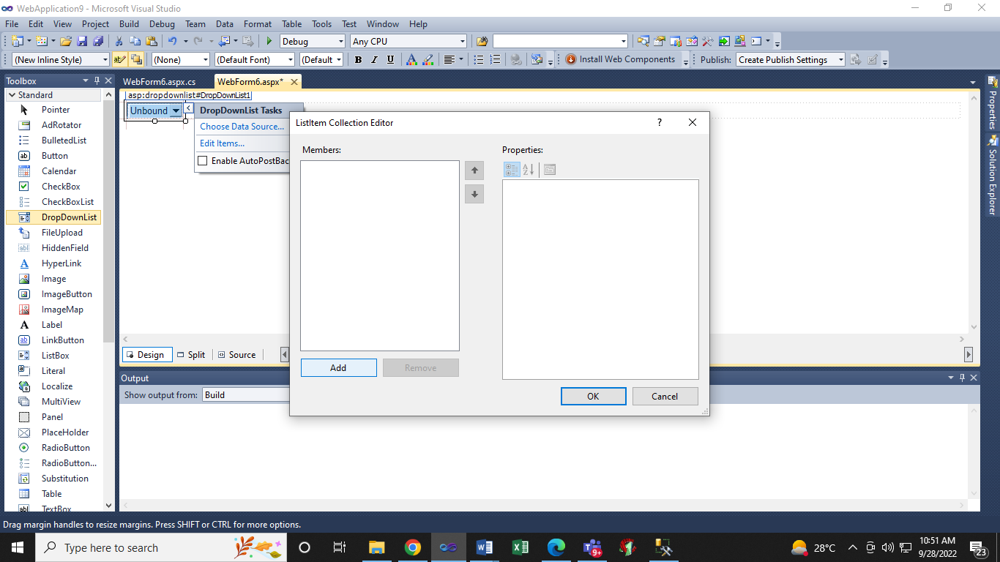 WebApplication9 - Microsoft Visual Studio
File Edit View Project Build Debug Team Data Format Table Tools Test Window Help
Debug Any CPU
(New Inline Style) (None) (Default Font) (Default B I U A Install Web Components Publish: Create Publish Settings
Toolbox
Standard
Pointer
AdRotator
BulletedList
Button
Calendar
CheckBox
CheckBoxList
DropDownList
FileUpload
HiddenField
HyperLink
Image
ImageButton
ImageMap
Label
LinkButton
ListBox
Literal
Localize
MultiView
Panel
PlaceHolder
RadioButton
RadioButton...
Substitution
Table
TextBox
WebForm6.aspx.cs WebForm6.aspx*
asp:dropdownlist#DropDownList1
Unbound
DropDownList Tasks
Choose Data Source...
Edit Items...
Enable AutoPostBac
ListItem Collection Editor
Members:
Properties:
Add Remove
OK Cancel
Design Split Source
Output
Show output from: Build
Properties
Solution Explorer
Drag margin handles to resize margins. Press SHIFT or CTRL for more options.
Type here to search
9+
28°C
10:51 AM
9/28/2022
23